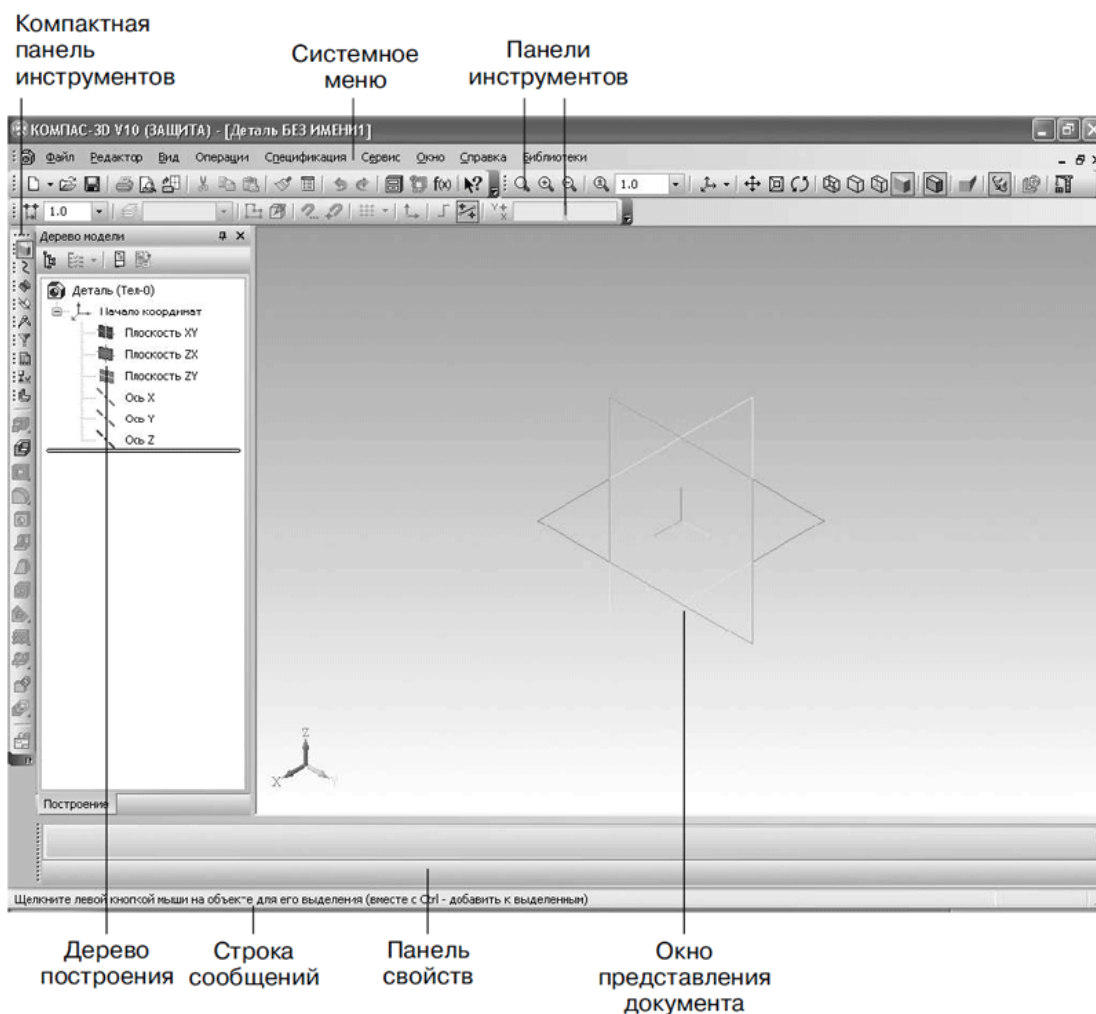 Компактная
панель
инструментов
Системное
меню
Панели
инструментов
КОМПАС-3D V10 (ЗАЩИТА) - [Деталь БЕЗ ИМЕНИ1]
Файл Редактор Вид Операции Спецификация Сервис Окно Справка Библиотеки
f(x) ? 1.0
1.0
Дерево модели
Деталь (Тел-0)
Начало координат
Плоскость XY
Плоскость ZX
Плоскость ZY
Ось X
Ось Y
Ось Z
Z
X Y
Построение
Щелкните левой кнопкой мыши на объекте для его выделения (вместе с Ctrl - добавить к выделенным)
Дерево
построения
Строка
сообщений
Панель
свойств
Окно
представления
документа